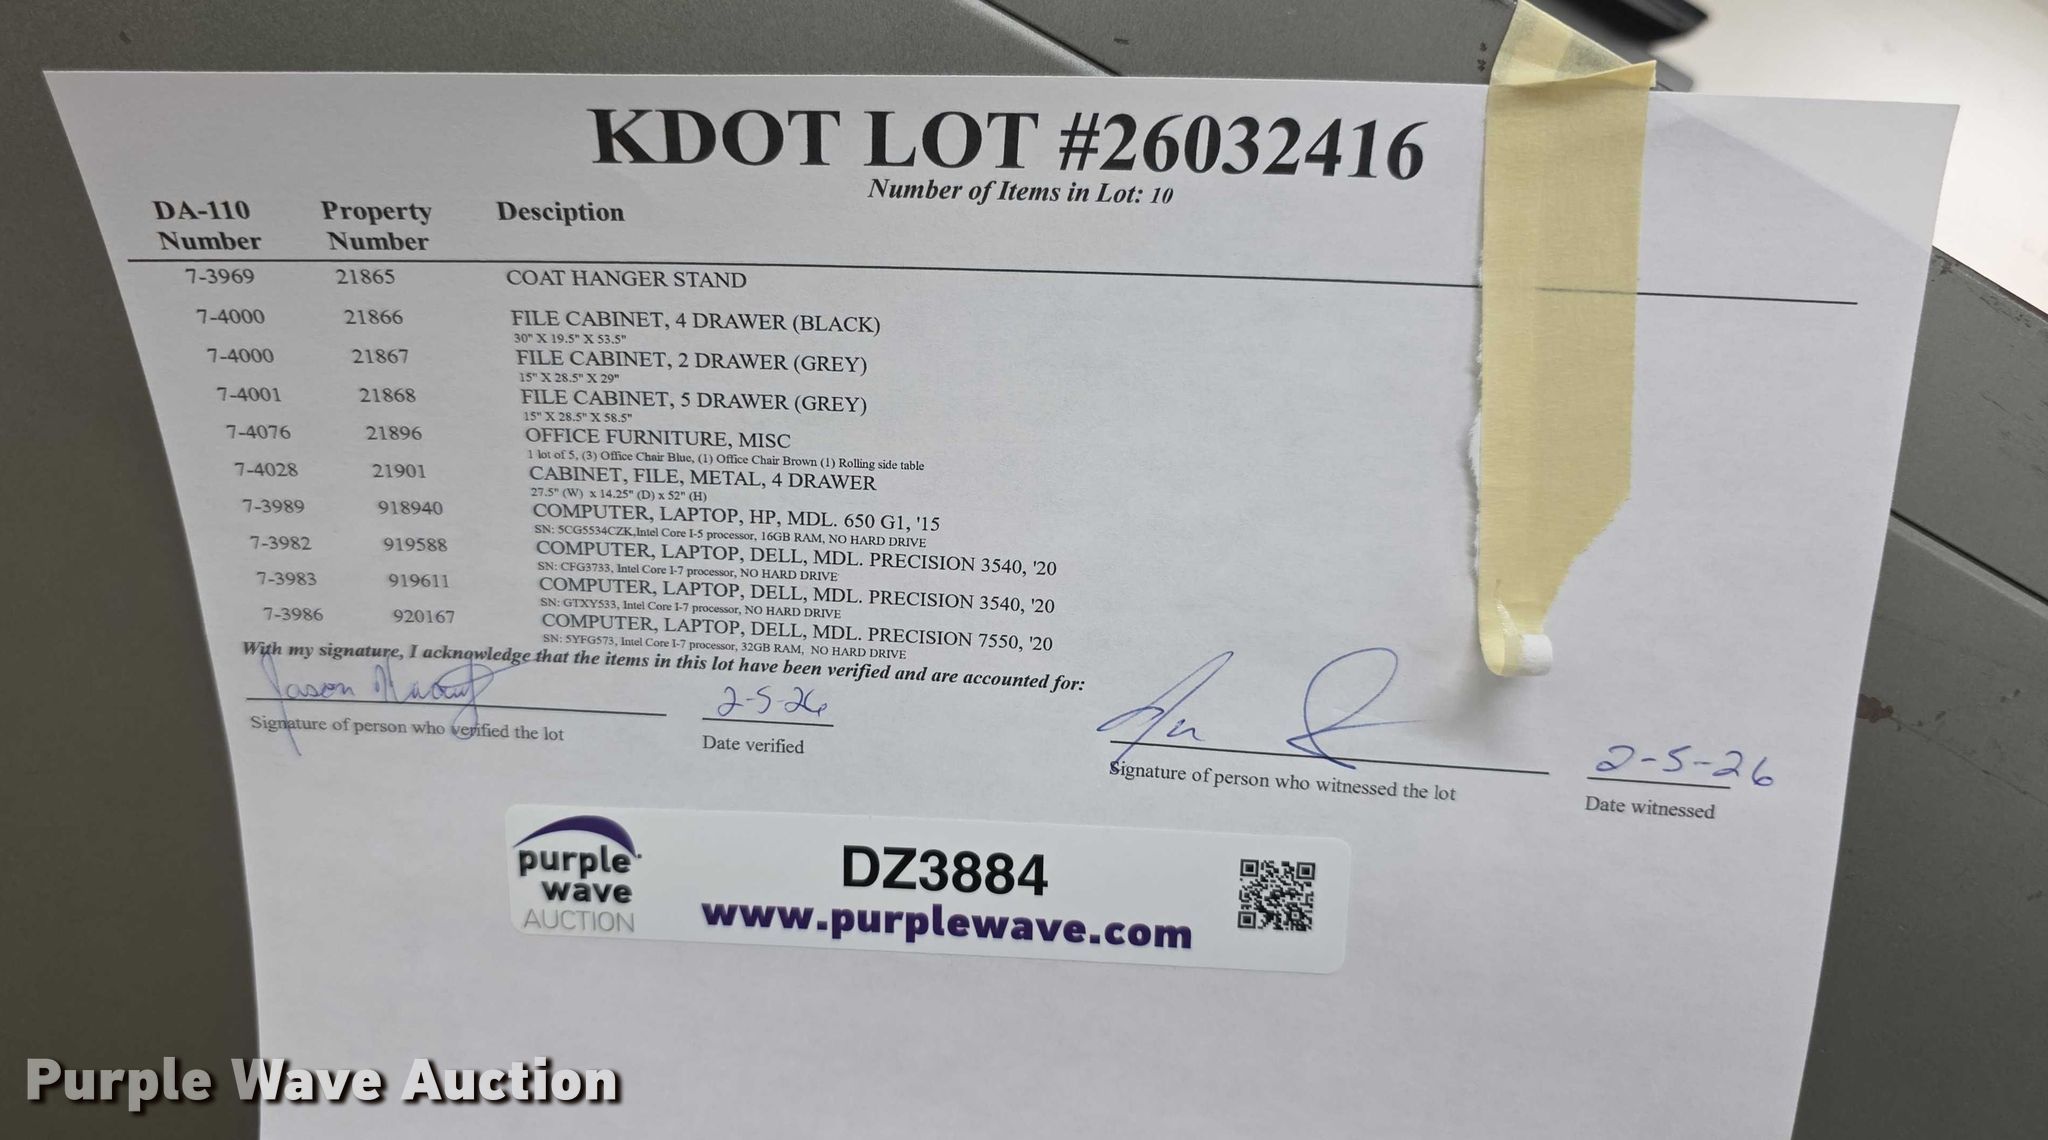 KDOT LOT #26032416
Number of Items in Lot: 10
DA-110 Number Property Number Desciption
7-3969 21865 COAT HANGER STAND
7-4000 21866 FILE CABINET, 4 DRAWER (BLACK)
30" X 19.5" X 53.5"
7-4000 21867 FILE CABINET, 2 DRAWER (GREY)
15" X 28.5" X 29"
7-4001 21868 FILE CABINET, 5 DRAWER (GREY)
15" X 28.5" X 58.5"
7-4076 21896 OFFICE FURNITURE, MISC
1 lot of 5, (3) Office Chair Blue, (1) Office Chair Brown (1) Rolling side table
7-4028 21901 CABINET, FILE, METAL, 4 DRAWER
27.5" (W) x 14.25" (D) x 52" (H)
7-3989 918940 COMPUTER, LAPTOP, HP, MDL. 650 G1, '15
SN: 5CG5534CZK,Intel Core I-5 processor, 16GB RAM, NO HARD DRIVE
7-3982 919588 COMPUTER, LAPTOP, DELL, MDL. PRECISION 3540, '20
SN: CFG3733, Intel Core I-7 processor, NO HARD DRIVE
7-3983 919611 COMPUTER, LAPTOP, DELL, MDL. PRECISION 3540, '20
SN: GTXY533, Intel Core I-7 processor, NO HARD DRIVE
7-3986 920167 COMPUTER, LAPTOP, DELL, MDL. PRECISION 7550, '20
SN: 5YFG573, Intel Core I-7 processor, 32GB RAM, NO HARD DRIVE
With my signature, I acknowledge that the items in this lot have been verified and are accounted for:
Jason 2-5-26 2-5-26
Signature of person who verified the lot Date verified Signature of person who witnessed the lot Date witnessed
purple wave AUCTION
DZ3884
www.purplewave.com
Purple Wave Auction